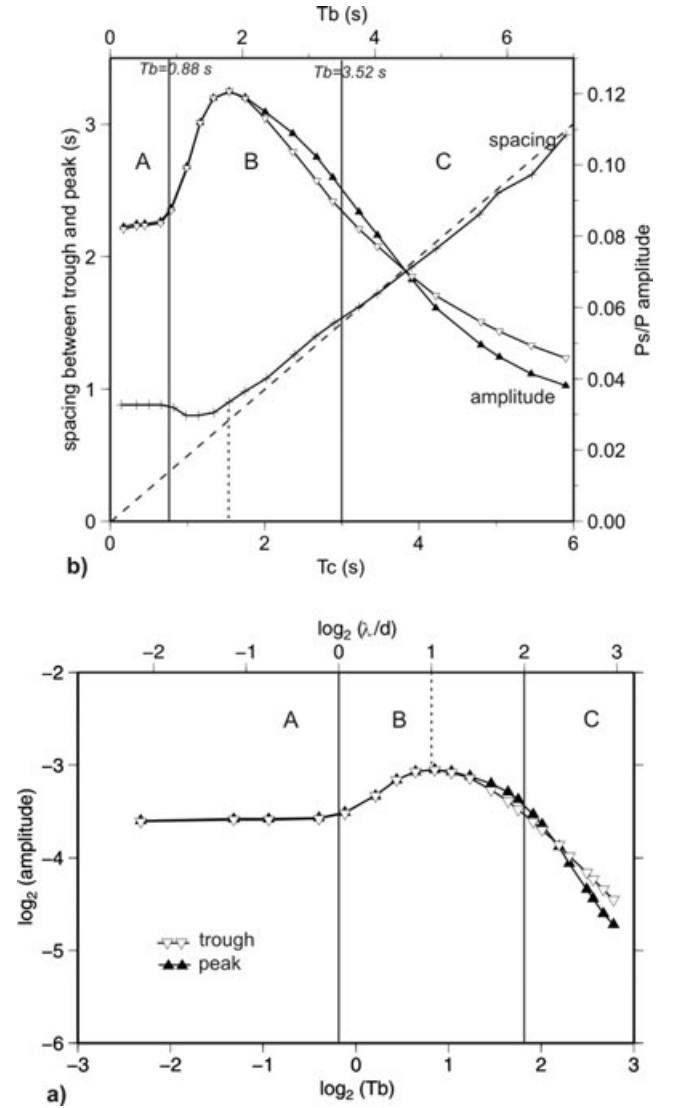 Tb (s)
0 2 4 6
Tb=0.88 s Tb=3.52 s
3 0.12
A B C spacing
0.10
2 0.08
0.06
1 amplitude 0.04
0.02
0 0.00
spacing between trough and peak (s)
Ps/P amplitude
0 2 4 6
b) Tc (s)
log2 (λ/d)
−2 −1 0 1 2 3
−2
A B C
−3
−4
log2 (amplitude)
trough
−5
peak
−6
−3 −2 −1 0 1 2 3
a) log2 (Tb)